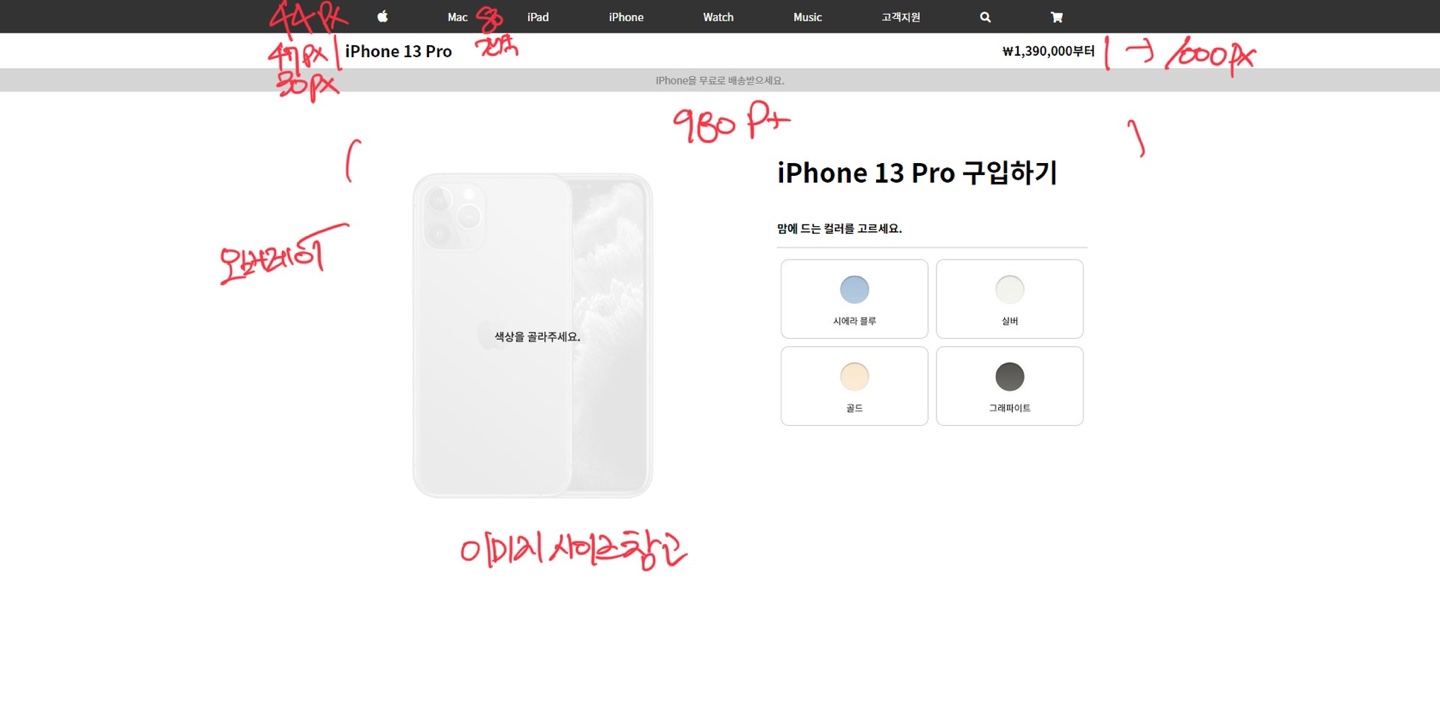 44px Mac 80 iPad iPhone Watch Music 고객지원
간격
47px iPhone 13 Pro ₩1,390,000부터 → 1000px
30px iPhone을 무료로 배송받으세요.
980 px
iPhone 13 Pro 구입하기
맘에 드는 컬러를 고르세요.
오버레이
시에라 블루 실버
색상을 골라주세요.
골드 그래파이트
이미지 사이즈 참고